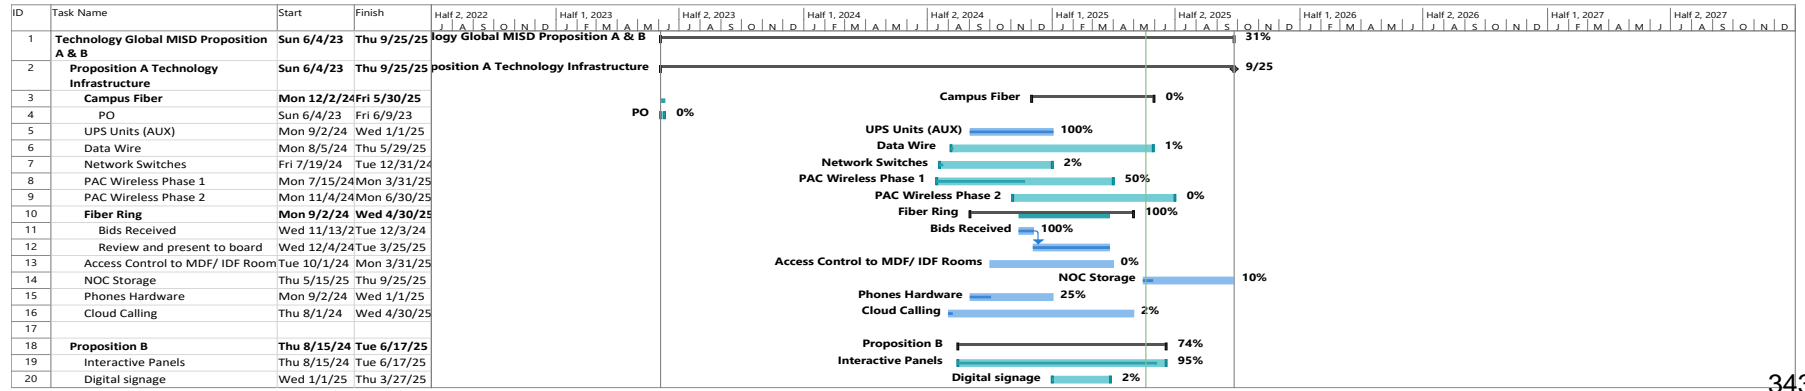 ID Task Name Start Finish Half 2, 2022 Half 1, 2023 Half 2, 2023 Half 1, 2024 Half 2, 2024 Half 1, 2025 Half 2, 2025 Half 1, 2026 Half 2, 2026 Half 1, 2027 Half 2, 2027
J A S O N D J F M A M J J A S O N D J F M A M J J A S O N D J F M A M J J A S O N D J F M A M J J A S O N D J F M A M J J A S O N D
1 Technology Global MISD Proposition A & B Sun 6/4/23 Thu 9/25/25 logy Global MISD Proposition A & B 31%
2 Proposition A Technology Infrastructure Sun 6/4/23 Thu 9/25/25 position A Technology Infrastructure 9/25
3 Campus Fiber Mon 12/2/24 Fri 5/30/25 Campus Fiber 0%
4 PO Sun 6/4/23 Fri 6/9/23 PO 0%
5 UPS Units (AUX) Mon 9/2/24 Wed 1/1/25 UPS Units (AUX) 100%
6 Data Wire Mon 8/5/24 Thu 5/29/25 Data Wire 1%
7 Network Switches Fri 7/19/24 Tue 12/31/24 Network Switches 2%
8 PAC Wireless Phase 1 Mon 7/15/24 Mon 3/31/25 PAC Wireless Phase 1 50%
9 PAC Wireless Phase 2 Mon 11/4/24 Mon 6/30/25 PAC Wireless Phase 2 0%
10 Fiber Ring Mon 9/2/24 Wed 4/30/25 Fiber Ring 100%
11 Bids Received Wed 11/13/2 Tue 12/3/24 Bids Received 100%
12 Review and present to board Wed 12/4/24 Tue 3/25/25
13 Access Control to MDF/ IDF Room Tue 10/1/24 Mon 3/31/25 Access Control to MDF/ IDF Rooms 0%
14 NOC Storage Thu 5/15/25 Thu 9/25/25 NOC Storage 10%
15 Phones Hardware Mon 9/2/24 Wed 1/1/25 Phones Hardware 25%
16 Cloud Calling Thu 8/1/24 Wed 4/30/25 Cloud Calling 2%
17
18 Proposition B Thu 8/15/24 Tue 6/17/25 Proposition B 74%
19 Interactive Panels Thu 8/15/24 Tue 6/17/25 Interactive Panels 95%
20 Digital signage Wed 1/1/25 Thu 3/27/25 Digital signage 2%
343